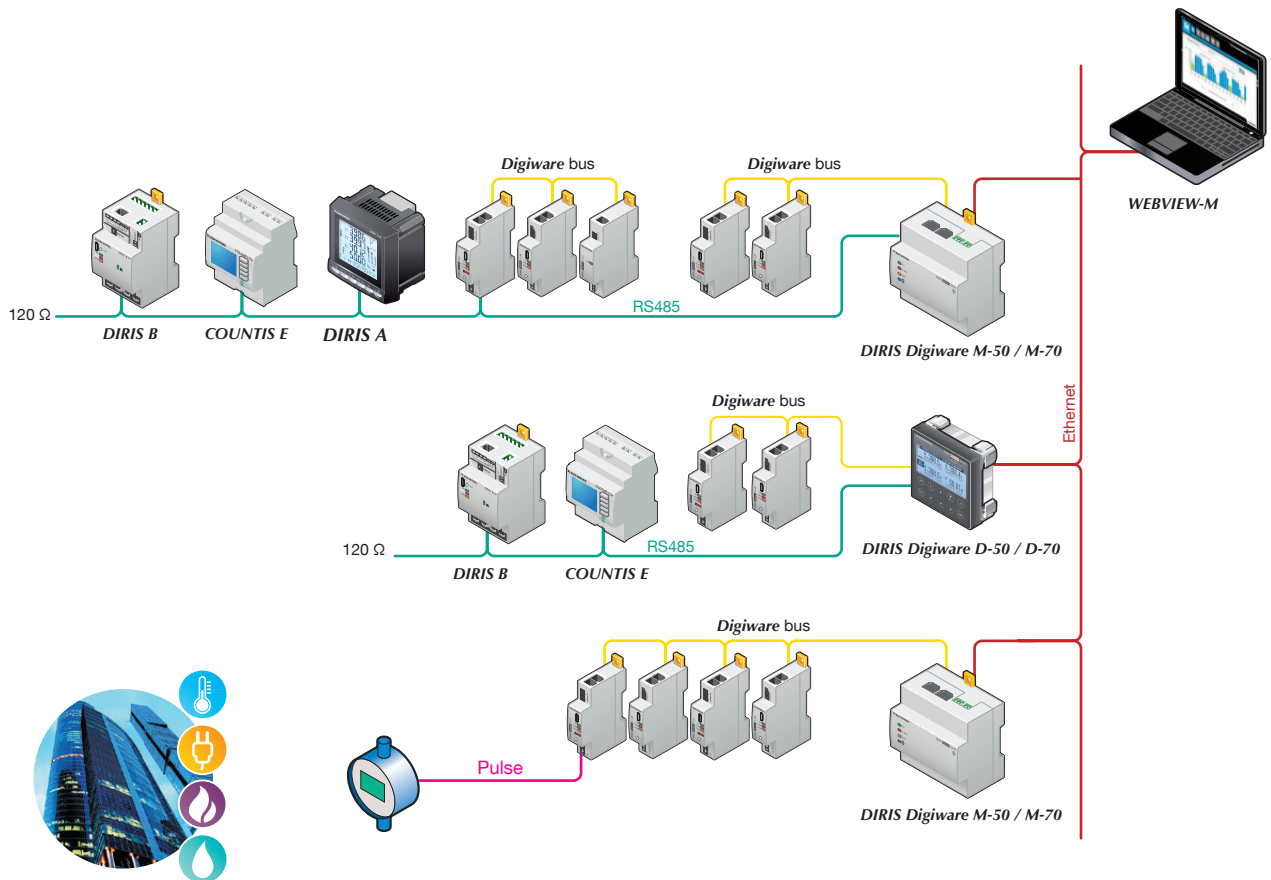 Digiware bus
Digiware bus
WEBVIEW-M
RS485
120 Ω
DIRIS B
COUNTIS E
DIRIS A
DIRIS Digiware M-50 / M-70
Ethernet
Digiware bus
RS485
120 Ω
DIRIS B
COUNTIS E
DIRIS Digiware D-50 / D-70
Digiware bus
Pulse
DIRIS Digiware M-50 / M-70